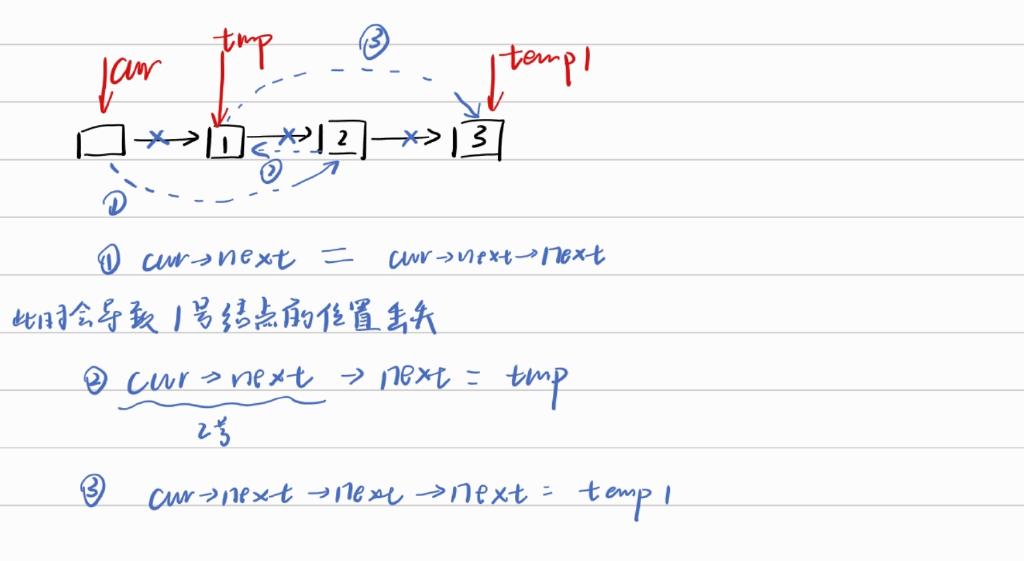 cur tmp ③ temp1
1 2 3
②
①
① cur→next = cur→next→next
此时会导致 1号结点的位置丢失
② cur→next→next = tmp
2号
③ cur→next→next→next = temp1